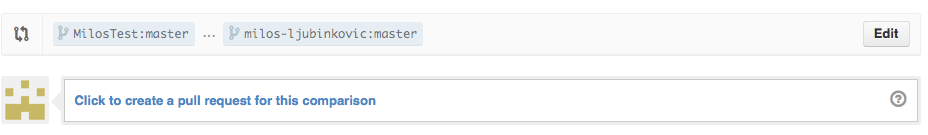 MilosTest:master ... milos-ljubinkovic:master Edit
Click to create a pull request for this comparison ?